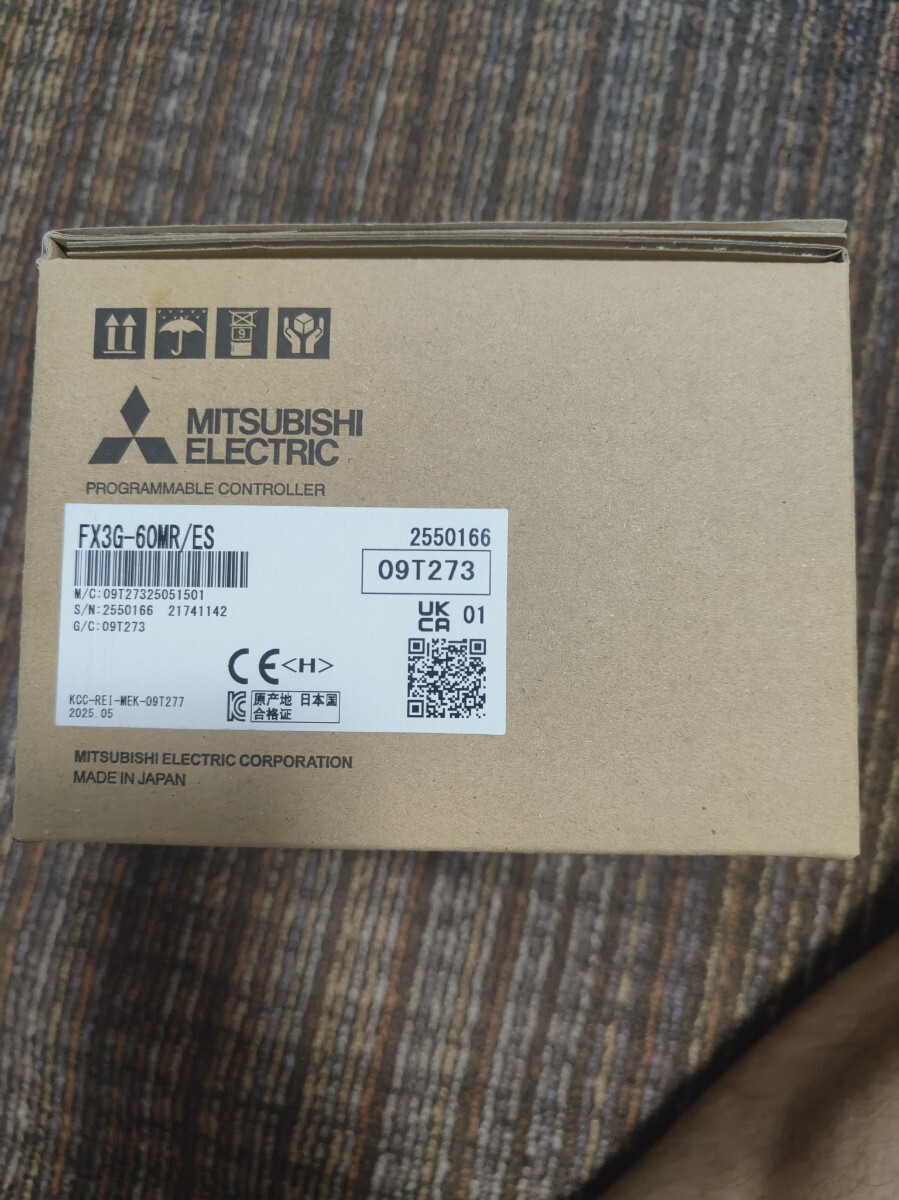 9
MITSUBISHI
ELECTRIC
PROGRAMMABLE CONTROLLER
FX3G-60MR/ES
2550166
09T273
M/C:09T27325051501
S/N:2550166 21741142
G/C:09T273
UK
CA
01
CE<H>
KCC-REI-MEK-09T277
2025.05
原产地 日本国
合格证
MITSUBISHI ELECTRIC CORPORATION
MADE IN JAPAN